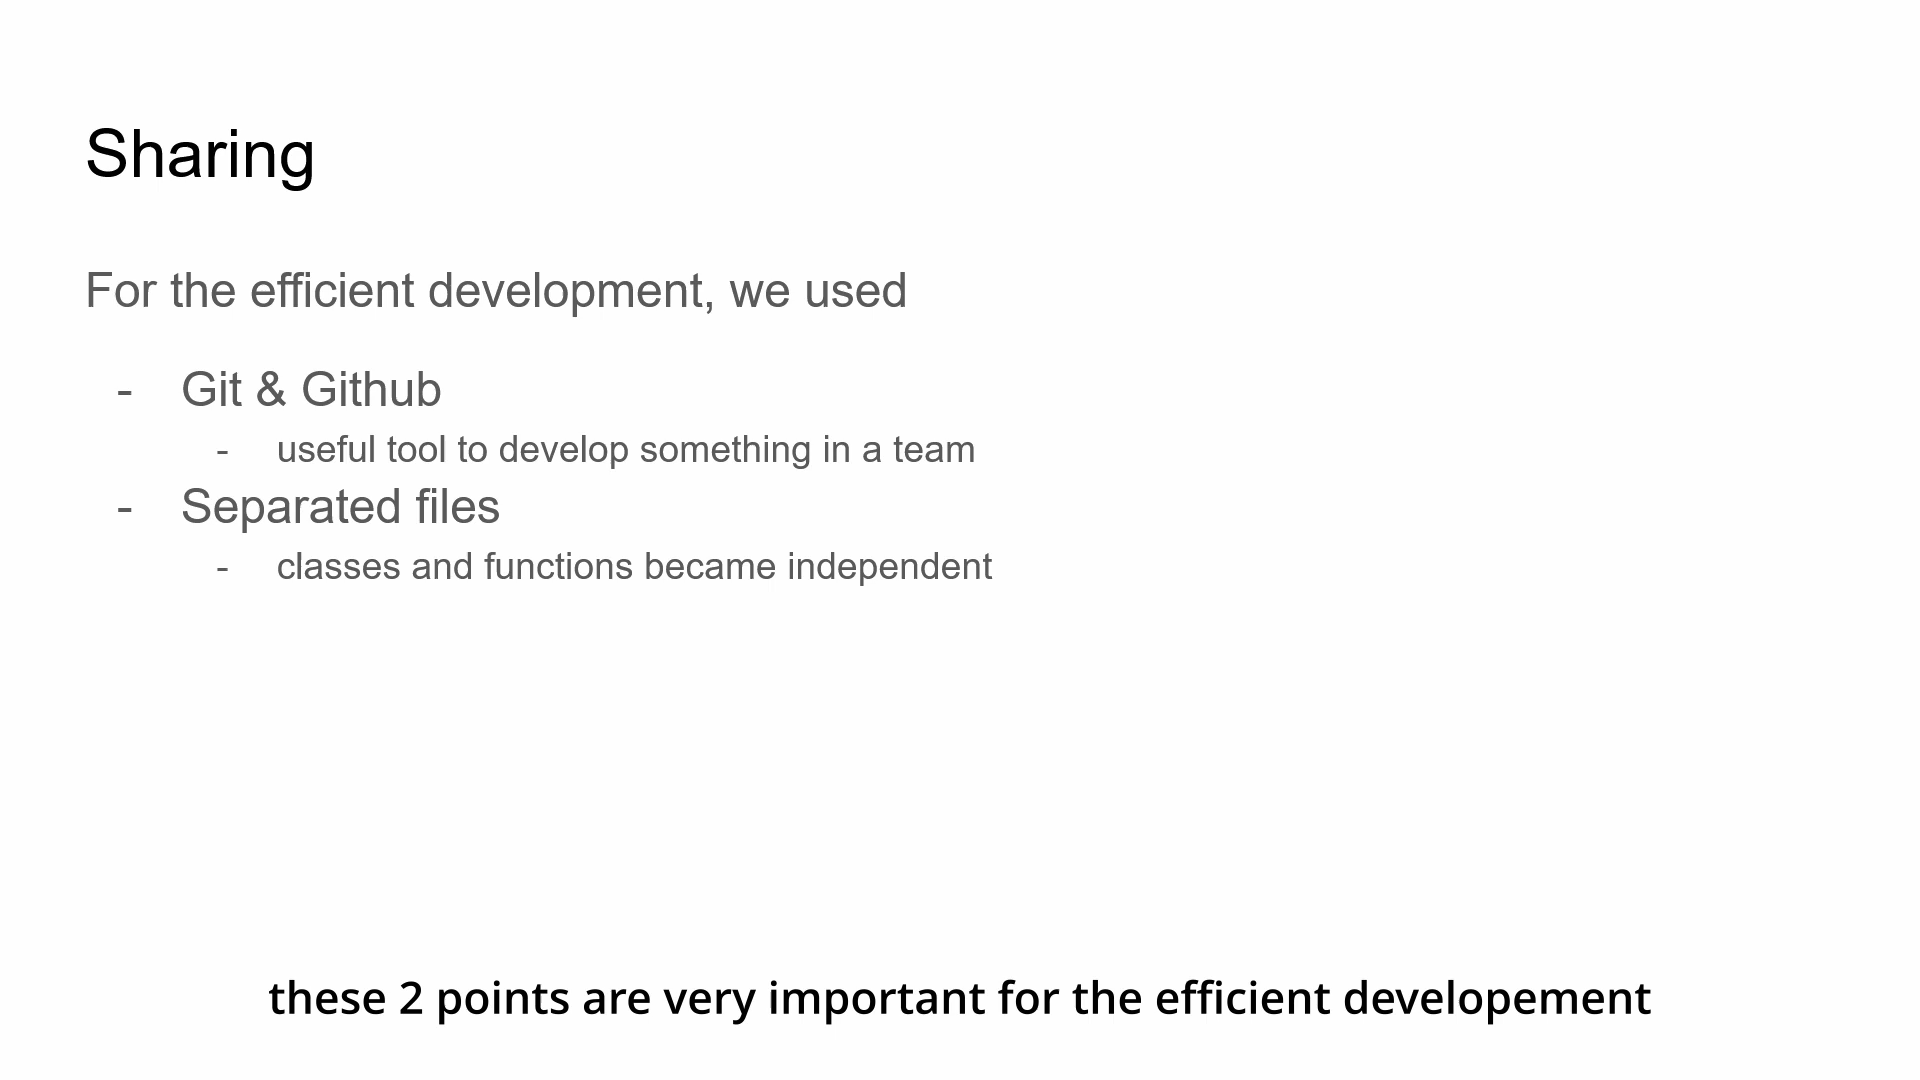 Sharing
For the efficient development, we used
- Git & Github
- useful tool to develop something in a team
- Separated files
- classes and functions became independent
these 2 points are very important for the efficient developement